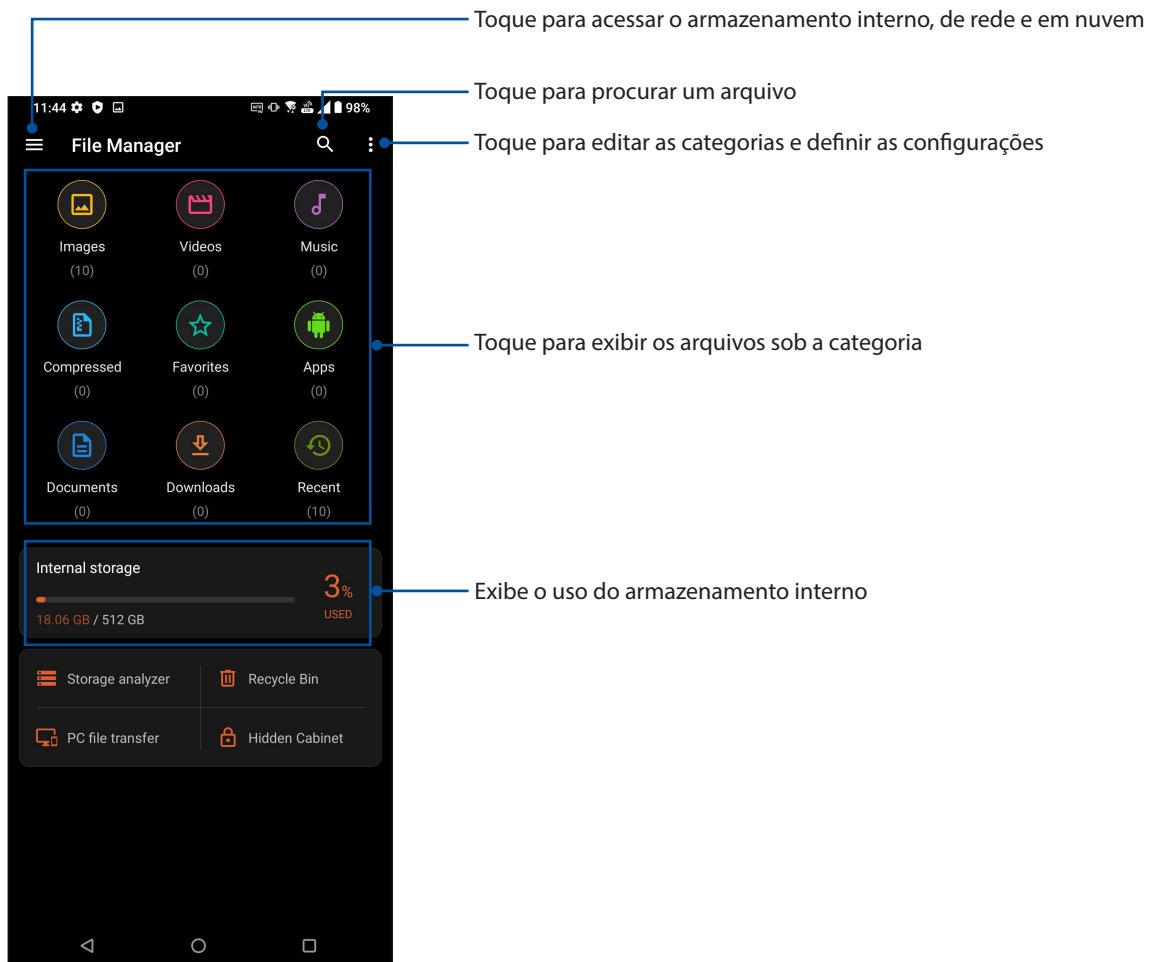 Toque para acessar o armazenamento interno, de rede e em nuvem
Toque para procurar um arquivo
11:44 98%
Toque para editar as categorias e definir as configurações
File Manager
Images Videos Music
(10) (0) (0)
Toque para exibir os arquivos sob a categoria
Compressed Favorites Apps
(0) (0) (0)
Documents Downloads Recent
(0) (0) (10)
Internal storage
3%
Exibe o uso do armazenamento interno
18.06 GB / 512 GB USED
Storage analyzer Recycle Bin
PC file transfer Hidden Cabinet